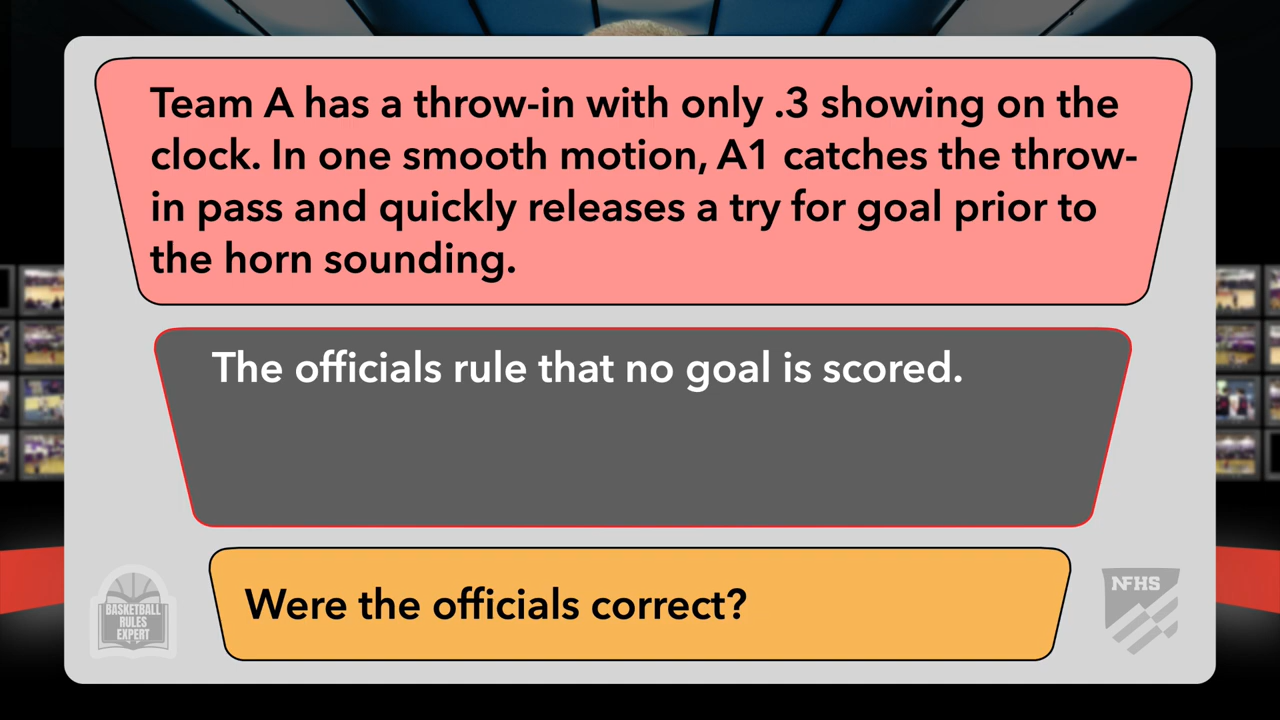 Team A has a throw-in with only .3 showing on the
clock. In one smooth motion, A1 catches the throw-
in pass and quickly releases a try for goal prior to
the horn sounding.
The officials rule that no goal is scored.
Were the officials correct?
BASKETBALL
RULES
EXPERT
NFHS